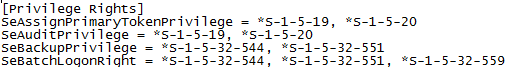 [Privilege Rights]
SeAssignPrimaryTokenPrivilege = *S-1-5-19, *S-1-5-20
SeAuditPrivilege = *S-1-5-19, *S-1-5-20
SeBackupPrivilege = *S-1-5-32-544, *S-1-5-32-551
SeBatchLogonRight = *S-1-5-32-544, *S-1-5-32-551, *S-1-5-32-559